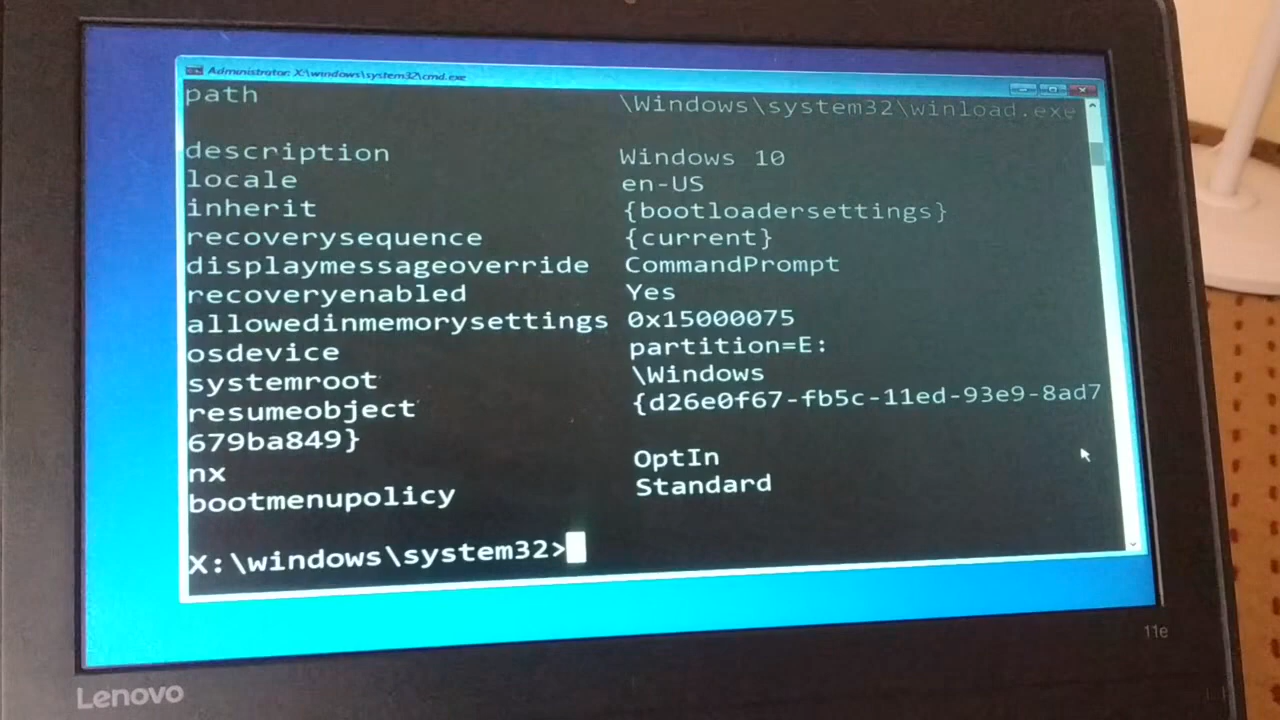 Administrator: X:\windows\system32\cmd.exe
path \Windows\system32\winload.exe
description Windows 10
locale en-US
inherit {bootloadersettings}
recoverysequence {current}
displaymessageoverride CommandPrompt
recoveryenabled Yes
allowedinmemorysettings 0x15000075
osdevice partition=E:
systemroot \Windows
resumeobject {d26e0f67-fb5c-11ed-93e9-8ad7
679ba849}
nx OptIn
bootmenupolicy Standard
X:\windows\system32>
11e
Lenovo